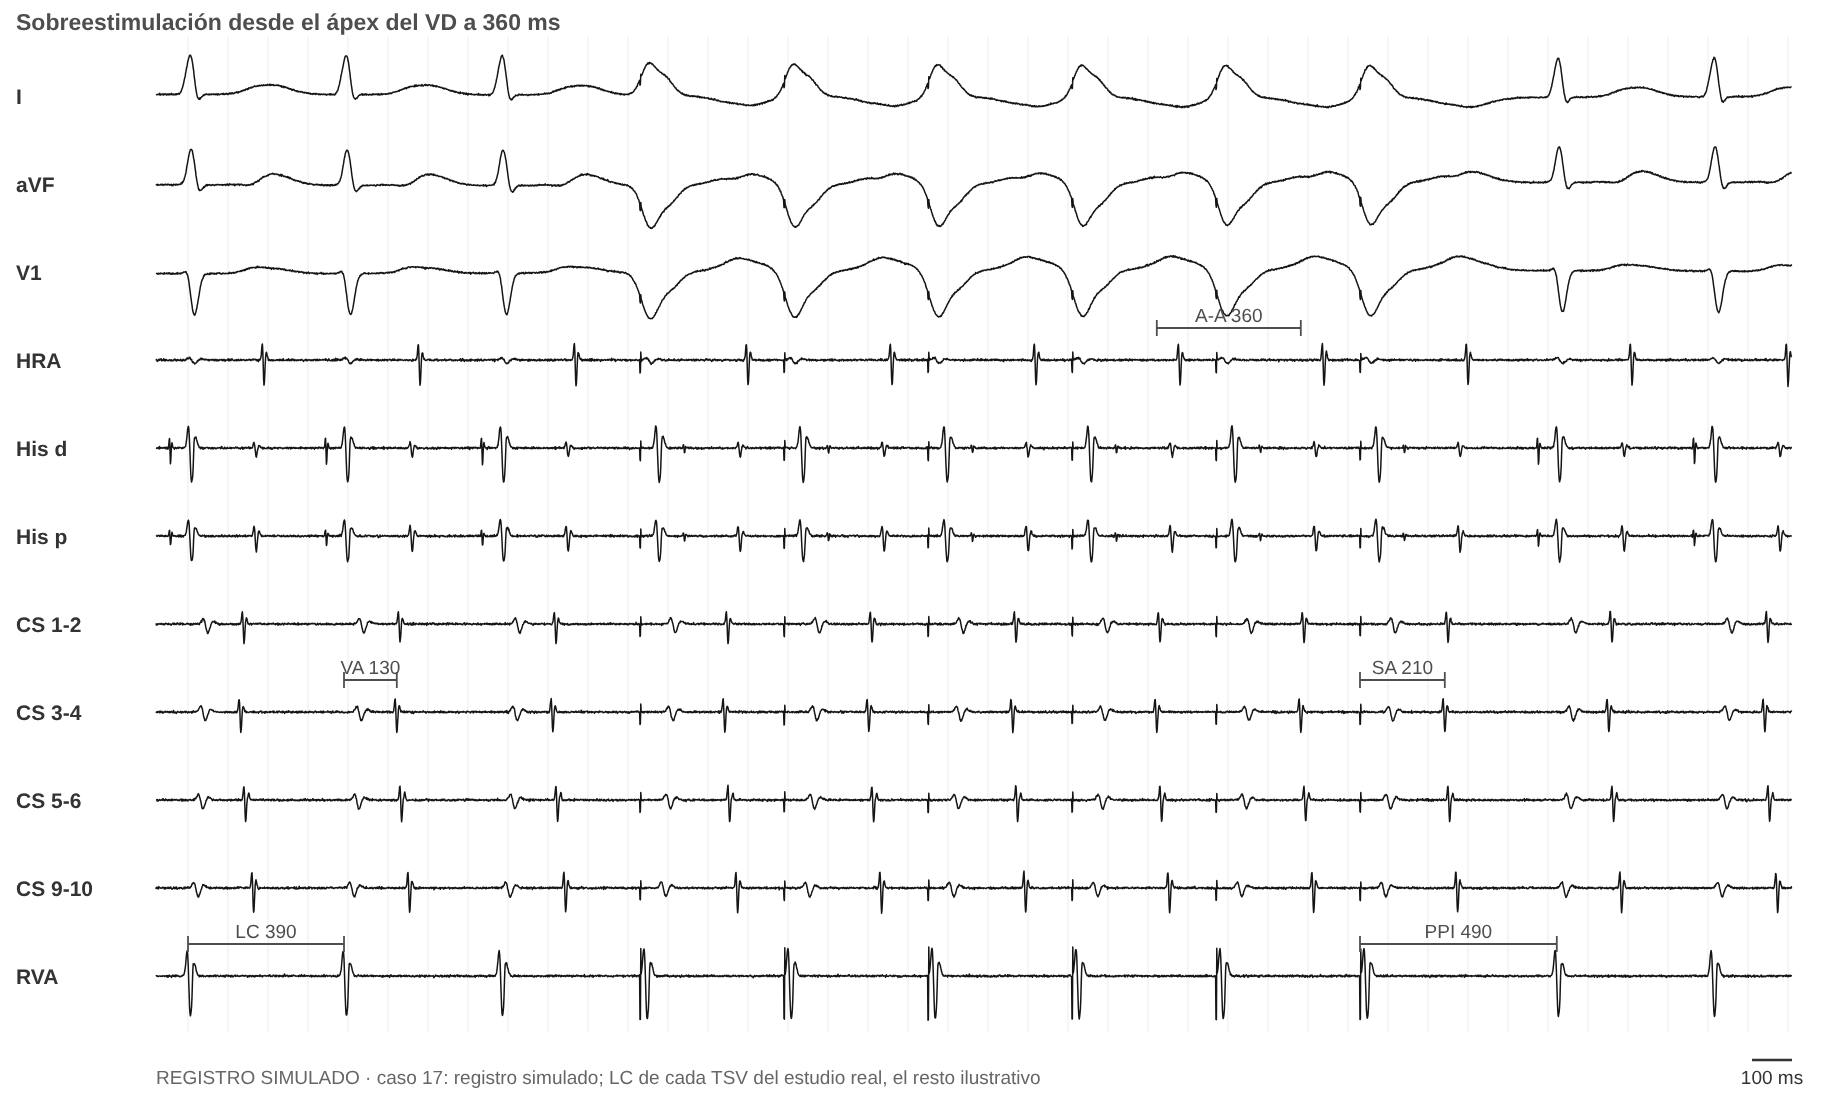 Sobreestimulación desde el ápex del VD a 360 ms
I
aVF
V1
A-A 360
HRA
His d
His p
CS 1-2
VA 130
SA 210
CS 3-4
CS 5-6
CS 9-10
LC 390
PPI 490
RVA
REGISTRO SIMULADO · caso 17: registro simulado; LC de cada TSV del estudio real, el resto ilustrativo
100 ms